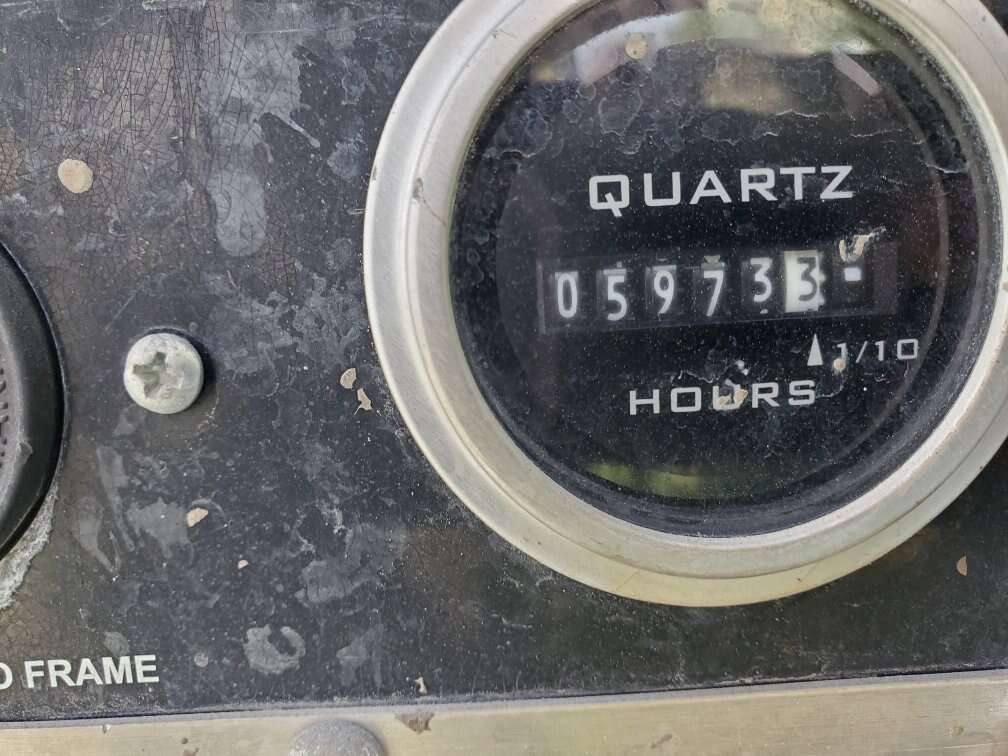 QUARTZ
059733
1/10
HOURS
FRAME